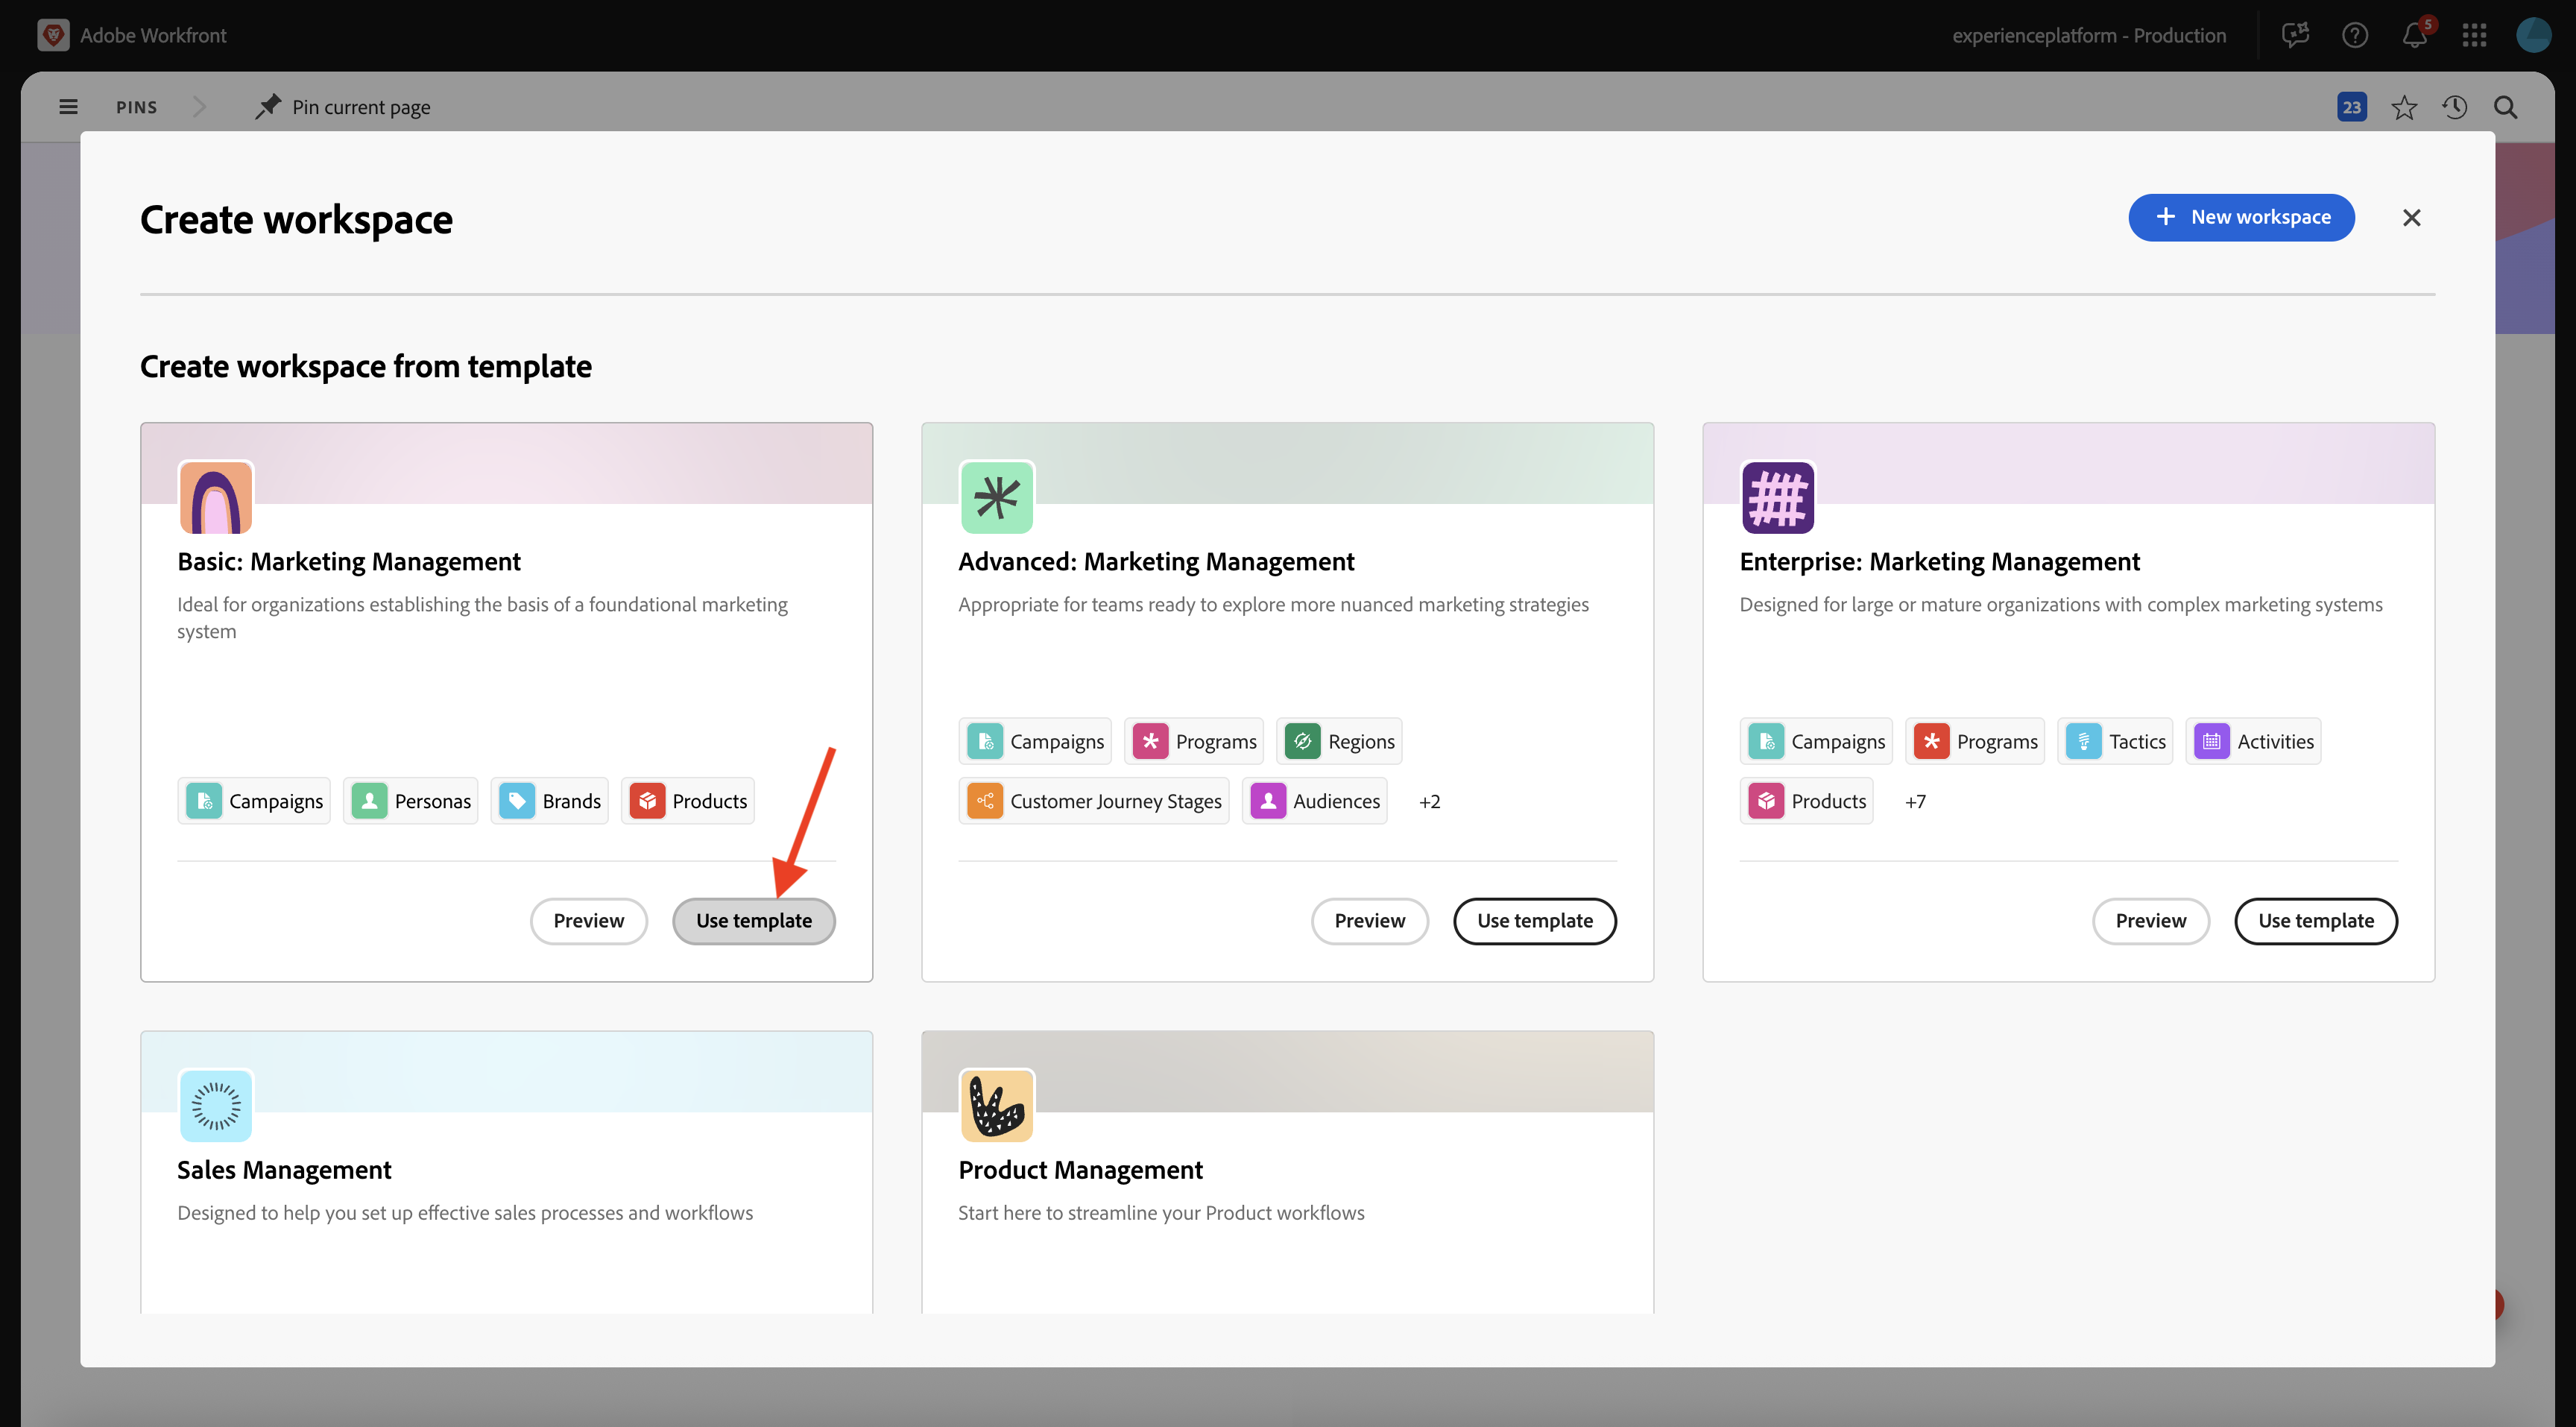 Adobe Workfront
experienceplatform - Production
5
PINS
Pin current page
23
Create workspace
New workspace
Create workspace from template
Basic: Marketing Management
Ideal for organizations establishing the basis of a foundational marketing
system
Campaigns
Personas
Brands
Products
Preview
Use template
Advanced: Marketing Management
Appropriate for teams ready to explore more nuanced marketing strategies
Campaigns
Programs
Regions
Customer Journey Stages
Audiences
+2
Preview
Use template
Enterprise: Marketing Management
Designed for large or mature organizations with complex marketing systems
Campaigns
Programs
Tactics
Activities
Products
+7
Preview
Use template
Sales Management
Designed to help you set up effective sales processes and workflows
Product Management
Start here to streamline your Product workflows